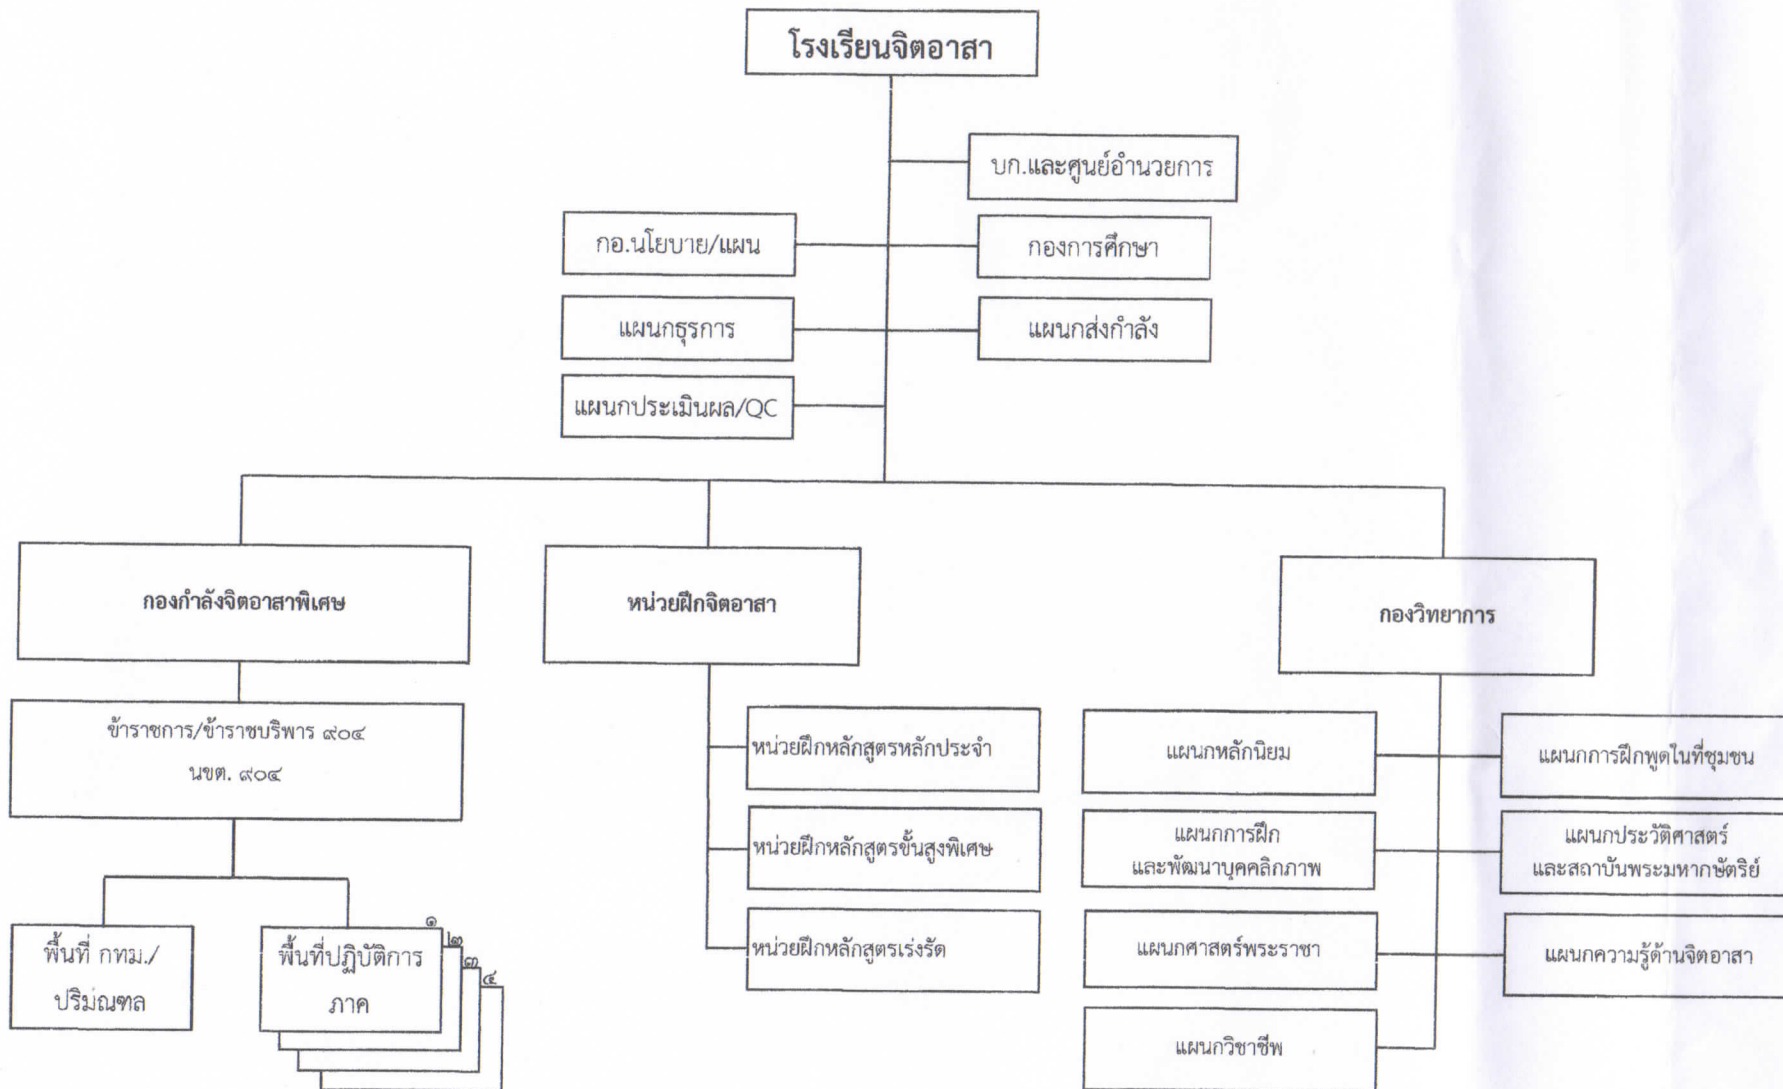 โรงเรียนจิตอาสา
บก.และศูนย์อำนวยการ
กอ.นโยบาย/แผน
กองการศึกษา
แผนกธุรการ
แผนกส่งกำลัง
แผนกประเมินผล/QC
กองกำลังจิตอาสาพิเศษ
หน่วยฝึกจิตอาสา
กองวิทยาการ
ข้าราชการ/ข้าราชบริพาร ๙๐๔
นขต. ๙๐๔
พื้นที่ กทม./
ปริมณฑล
พื้นที่ปฏิบัติการ
ภาค
๑
๒
๓
๔
หน่วยฝึกหลักสูตรหลักประจำ
หน่วยฝึกหลักสูตรขั้นสูงพิเศษ
หน่วยฝึกหลักสูตรเร่งรัด
แผนกหลักนิยม
แผนกการฝึกพูดในที่ชุมชน
แผนกการฝึก
และพัฒนาบุคคลิกภาพ
แผนกประวัติศาสตร์
และสถาบันพระมหากษัตริย์
แผนกศาสตร์พระราชา
แผนกความรู้ด้านจิตอาสา
แผนกวิชาชีพ